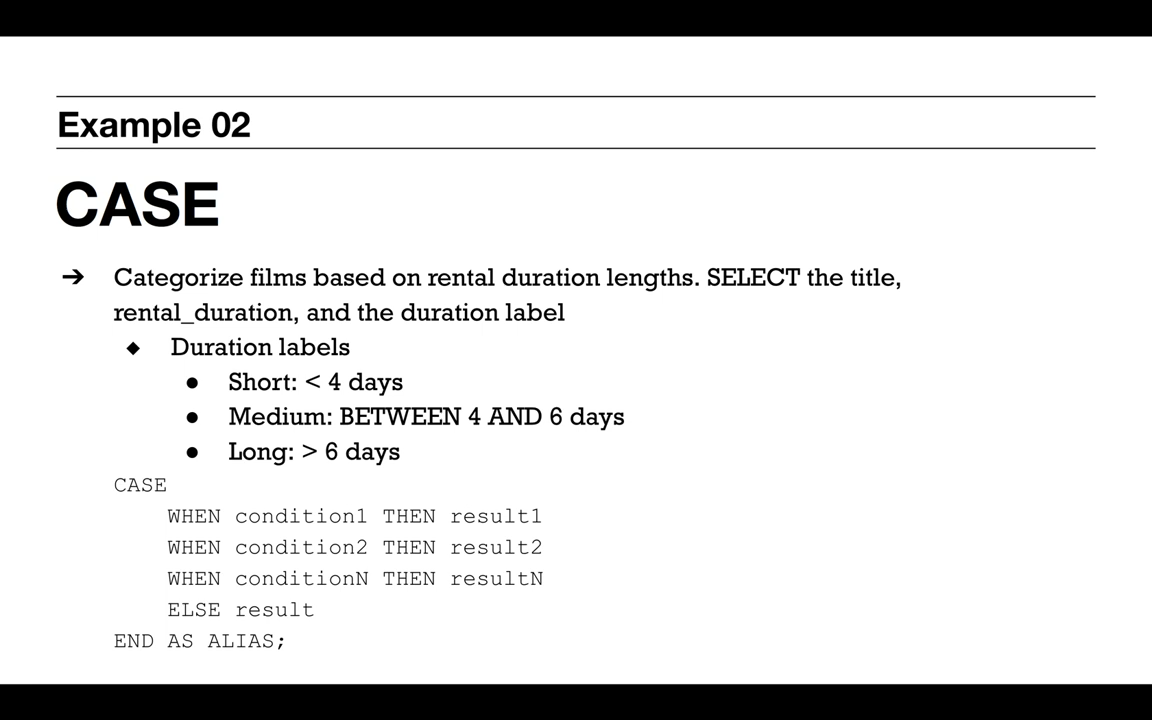 Example 02
CASE
➔ Categorize films based on rental duration lengths. SELECT the title,
rental_duration, and the duration label
◆ Duration labels
● Short: < 4 days
● Medium: BETWEEN 4 AND 6 days
● Long: > 6 days
CASE
WHEN condition1 THEN result1
WHEN condition2 THEN result2
WHEN conditionN THEN resultN
ELSE result
END AS ALIAS;